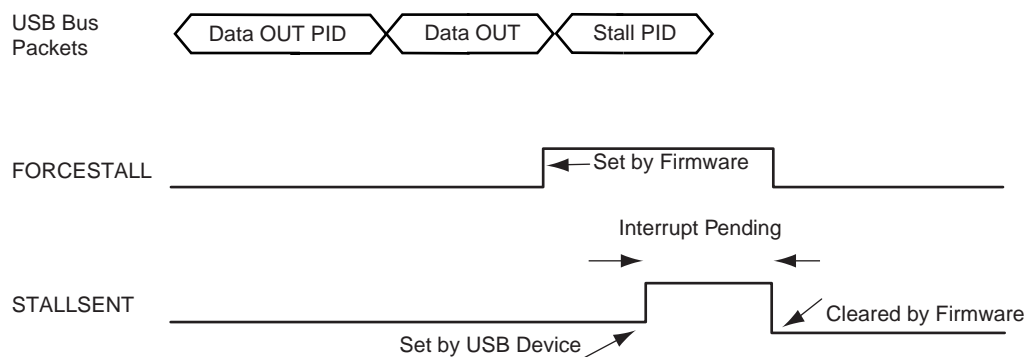 USB Bus
Packets
Data OUT PID
Data OUT
Stall PID
FORCESTALL
Set by Firmware
Interrupt Pending
STALLSENT
Cleared by Firmware
Set by USB Device